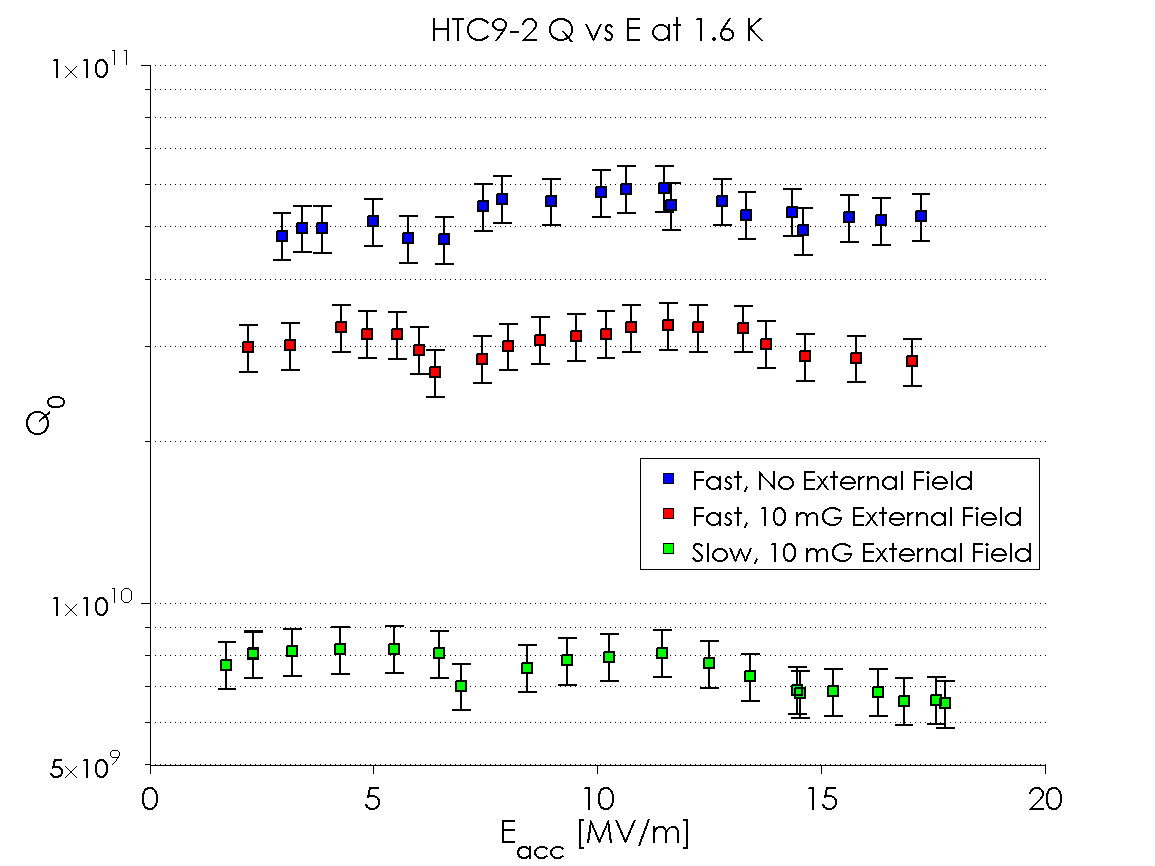 HTC9-2 Q vs E at 1.6 K
1×10¹¹
Q₀
Fast, No External Field
Fast, 10 mG External Field
Slow, 10 mG External Field
1×10¹⁰
5×10⁹
0 5 10 15 20
E_acc [MV/m]